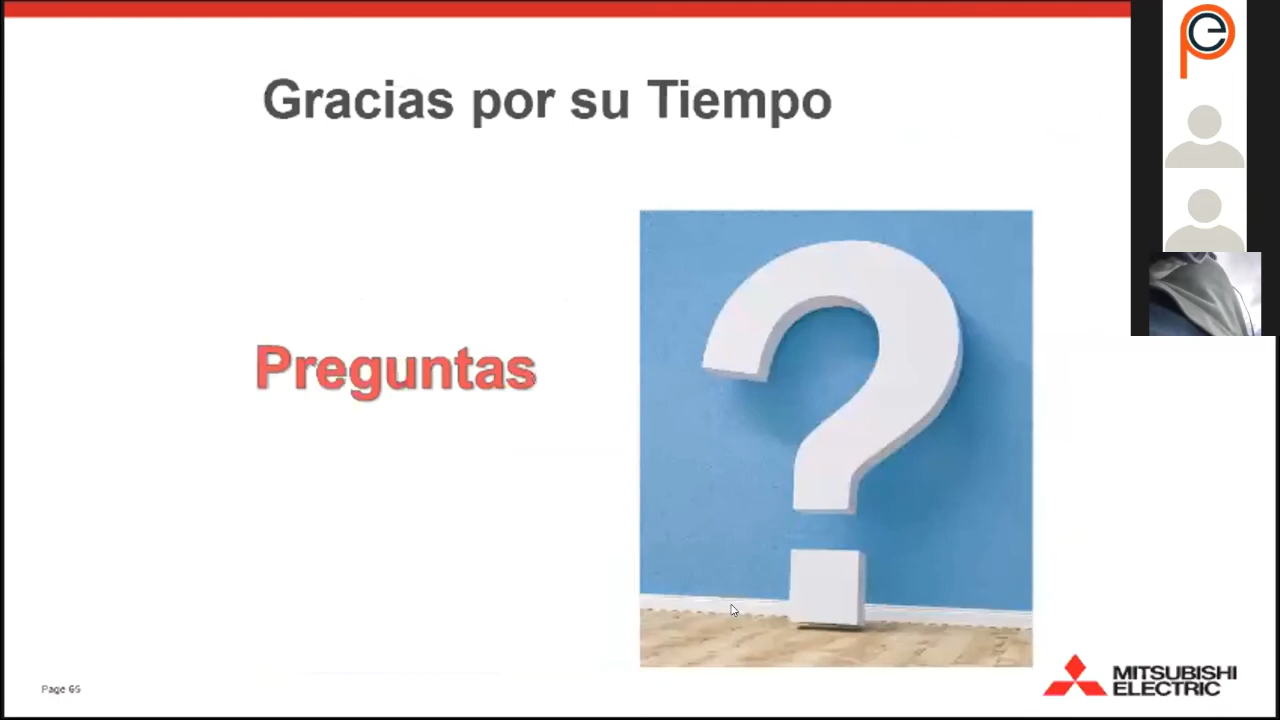 Gracias por su Tiempo
Preguntas
Page 65
MITSUBISHI
ELECTRIC